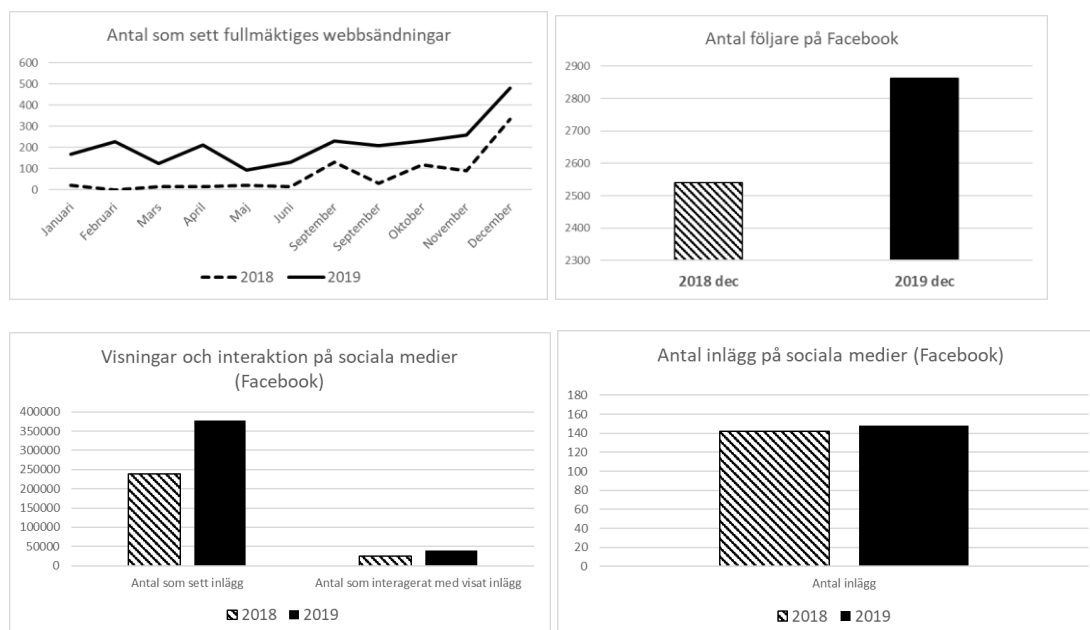 Antal som sett fullmäktiges webbsändningar
600
500
400
300
200
100
0
Januari
Februari
Mars
April
Maj
Juni
September
September
Oktober
November
December
2018
2019
Antal följare på Facebook
2900
2800
2700
2600
2500
2400
2300
2018 dec
2019 dec
Visningar och interaktion på sociala medier
(Facebook)
400000
350000
300000
250000
200000
150000
100000
50000
0
Antal som sett inlägg
Antal som interagerat med visat inlägg
2018
2019
Antal inlägg på sociala medier (Facebook)
180
160
140
120
100
80
60
40
20
0
Antal inlägg
2018
2019